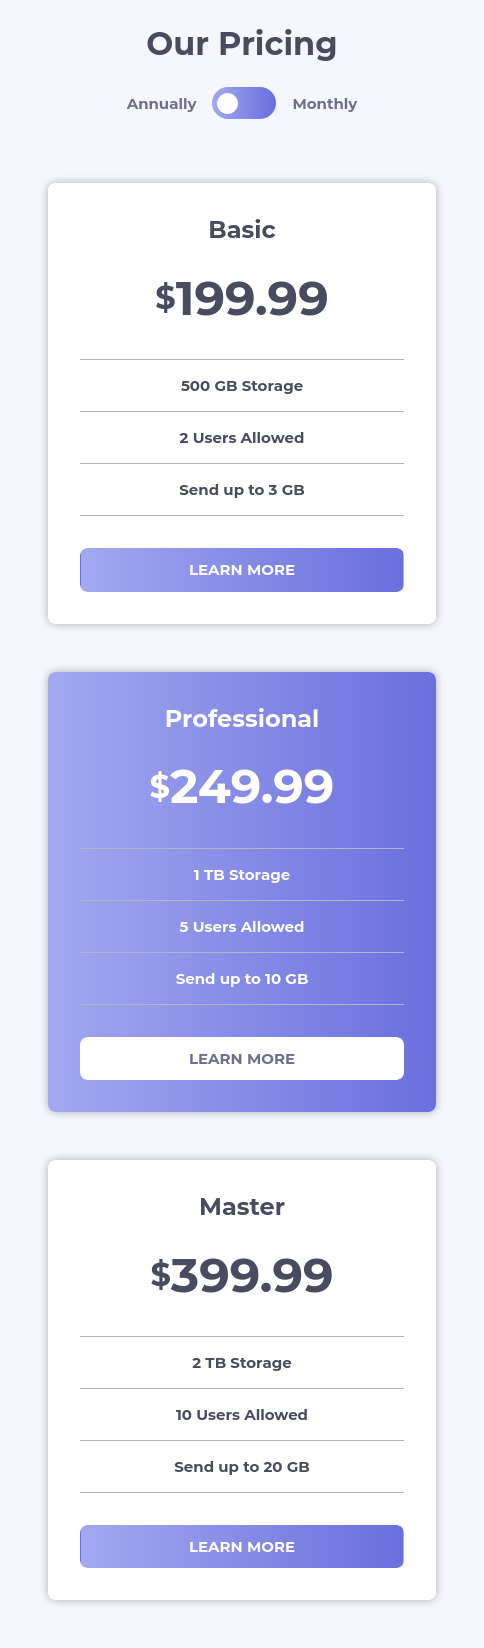 Our Pricing
Annually Monthly
Basic
$199.99
500 GB Storage
2 Users Allowed
Send up to 3 GB
LEARN MORE
Professional
$249.99
1 TB Storage
5 Users Allowed
Send up to 10 GB
LEARN MORE
Master
$399.99
2 TB Storage
10 Users Allowed
Send up to 20 GB
LEARN MORE